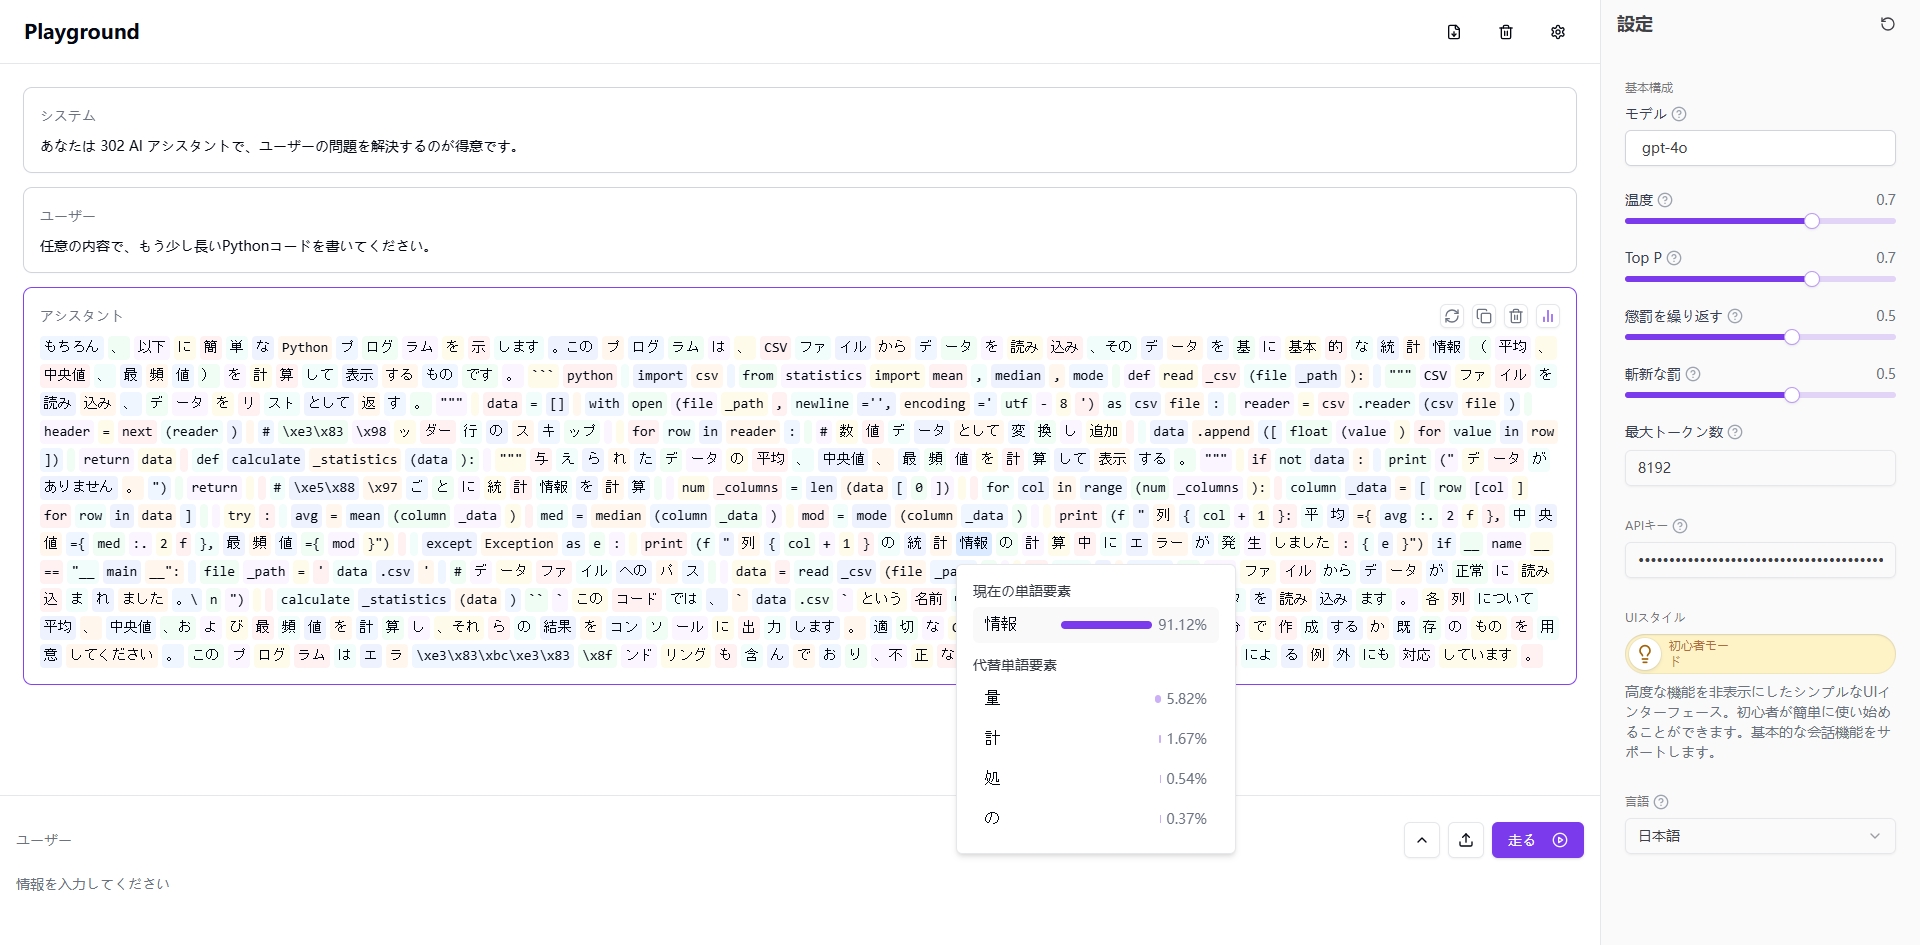 Playground
システム
あなたは 302 AI アシスタントで、ユーザーの問題を解決するのが得意です。
ユーザー
任意の内容で、もう少し長いPythonコードを書いてください。
アシスタント
もちろん 、 以下 に 簡 単 な Python プ ログ ラム を 示 します 。この プ ログ ラム は 、 CSV ファ イル から デ ータ を 読み 込み 、その デ ータ を 基 に 基本 的 な 統 計 情報 ( 平均 、
中央値 、 最 頻 値 ) を 計 算 して 表示 する もの です 。 ``` python import csv from statistics import mean , median , mode def read _csv (file _path ): """ CSV ファ イル を
読み 込み 、 デ ータ を リ スト として 返 す 。 """ data = [] with open (file _path , newline ='', encoding =' utf - 8 ') as csv file : reader = csv .reader (csv file )
header = next (reader ) # \xe3\x83 \x98 ッ ダー 行 の ス キ ップ for row in reader : # 数 値 データ として 変 換 し 追加 data .append ([ float (value ) for value in row
]) return data def calculate _statistics (data ): """ 与 え ら れ た デ ータ の 平均 、 中央値 、 最 頻 値 を 計 算 して 表示 する 。 """ if not data : print (" デ ータ が
ありません 。 ") return # \xe5\x88 \x97 ご と に 統 計 情報 を 計 算 num _columns = len (data [ 0 ]) for col in range (num _columns ): column _data = [ row [col ]
for row in data ] try : avg = mean (column _data ) med = median (column _data ) mod = mode (column _data ) print (f " 列 { col + 1 }: 平 均 ={ avg :. 2 f }, 中 央
値 ={ med :. 2 f }, 最 頻 値 ={ mod }") except Exception as e : print (f " 列 { col + 1 } の 統 計 情報 の 計 算 中 に エ ラー が 発 生 しました : { e }") if __ name __
== "__ main __": file _path = ' data .csv ' # デ ータ ファ イル への パ ス data = read _csv (file _pa ファ イル から デ ータ が 正常 に 読み
込 ま れ ました 。\ n ") calculate _statistics (data ) `` ` この コード では 、 ` data .csv ` という 名前 を 読み 込み ます 。 各 列 について
平均 、 中央値 、お よ び 最 頻 値 を 計 算 し 、それ ら の 結果 を コン ソ ール に 出 力 します 。 適 切 な で 作 成 するか 既存 の もの を 用
意 してください 。 この プ ログ ラム は エ ラ \xe3\x83\xbc\xe3\x83 \x8f ンド リング も 含 ん で お り 、不 正 な によ る 例 外 にも 対応 しています 。
現在の単語要素
情報 91.12%
代替単語要素
量 5.82%
計 1.67%
処 0.54%
の 0.37%
ユーザー
情報を入力してください
走る
設定
基本構成
モデル
gpt-4o
温度 0.7
Top P 0.7
懲罰を繰り返す 0.5
斬新な罰 0.5
最大トークン数
8192
APIキー
UIスタイル
初心者モー
ド
高度な機能を非表示にしたシンプルなUIイ
ンターフェース。初心者が簡単に使い始め
ることができます。基本的な会話機能をサ
ポートします。
言語
日本語